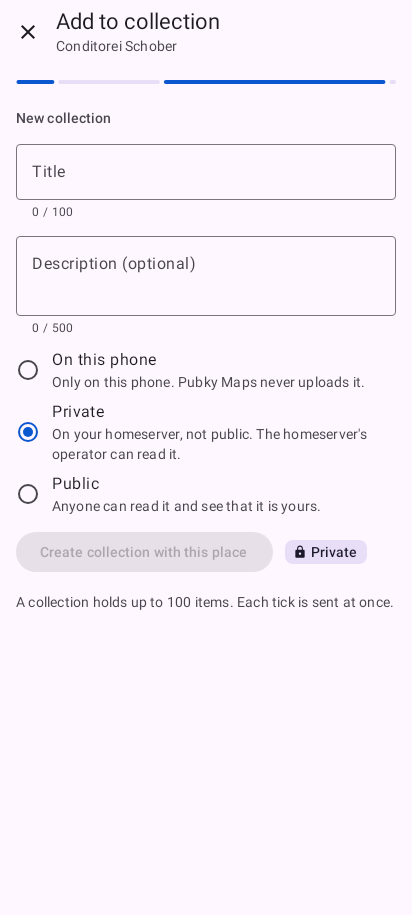 Add to collection
Conditorei Schober
New collection
Title
0 / 100
Description (optional)
0 / 500
On this phone
Only on this phone. Pubky Maps never uploads it.
Private
On your homeserver, not public. The homeserver's
operator can read it.
Public
Anyone can read it and see that it is yours.
Create collection with this place
Private
A collection holds up to 100 items. Each tick is sent at once.